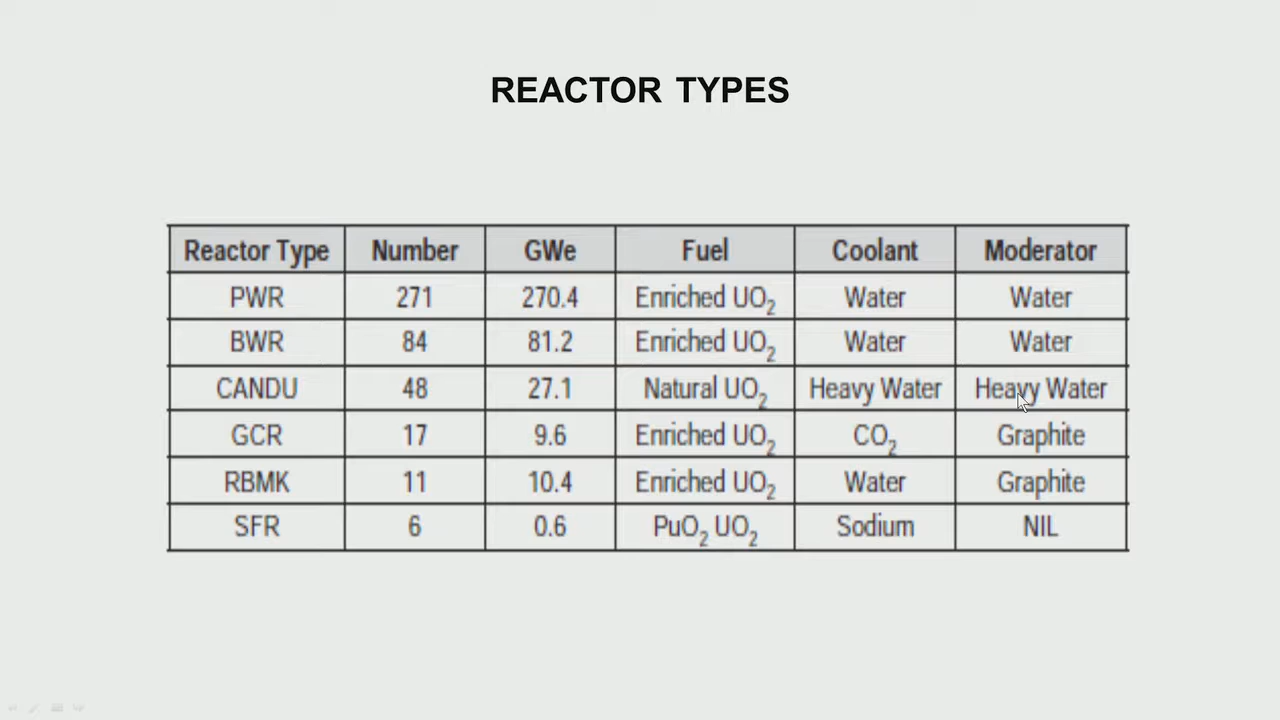 REACTOR TYPES
Reactor Type Number GWe Fuel Coolant Moderator
PWR 271 270.4 Enriched UO2 Water Water
BWR 84 81.2 Enriched UO2 Water Water
CANDU 48 27.1 Natural UO2 Heavy Water Heavy Water
GCR 17 9.6 Enriched UO2 CO2 Graphite
RBMK 11 10.4 Enriched UO2 Water Graphite
SFR 6 0.6 PuO2 UO2 Sodium NIL